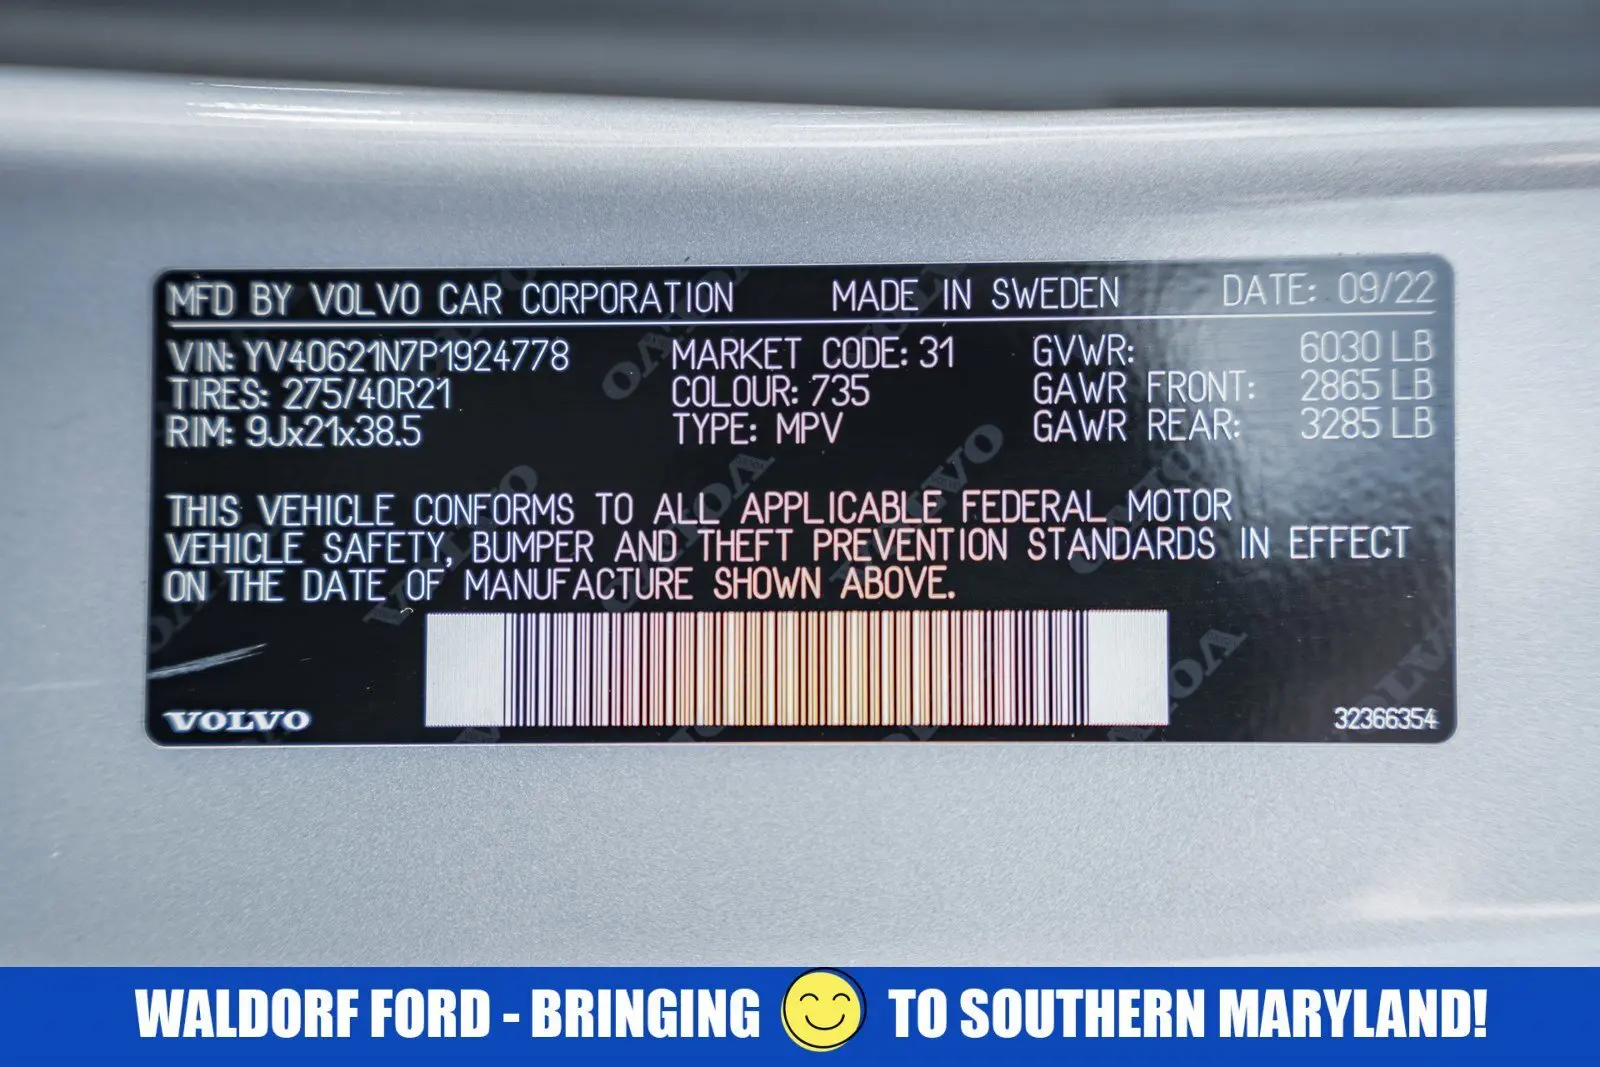 MFD BY VOLVO CAR CORPORATION MADE IN SWEDEN DATE: 09/22
VIN: YV40621N7P1924778 MARKET CODE: 31 GVWR: 6030 LB
TIRES: 275/40R21 COLOUR: 735 GAWR FRONT: 2865 LB
RIM: 9Jx21x38.5 TYPE: MPV GAWR REAR: 3285 LB
THIS VEHICLE CONFORMS TO ALL APPLICABLE FEDERAL MOTOR
VEHICLE SAFETY, BUMPER AND THEFT PREVENTION STANDARDS IN EFFECT
ON THE DATE OF MANUFACTURE SHOWN ABOVE.
VOLVO 32366354
WALDORF FORD - BRINGING TO SOUTHERN MARYLAND!